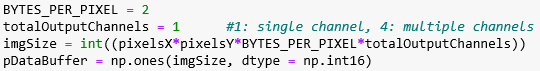 BYTES_PER_PIXEL = 2
totalOutputChannels = 1 #1: single channel, 4: multiple channels
imgSize = int((pixelsX*pixelsY*BYTES_PER_PIXEL*totalOutputChannels))
pDataBuffer = np.ones(imgSize, dtype = np.int16)